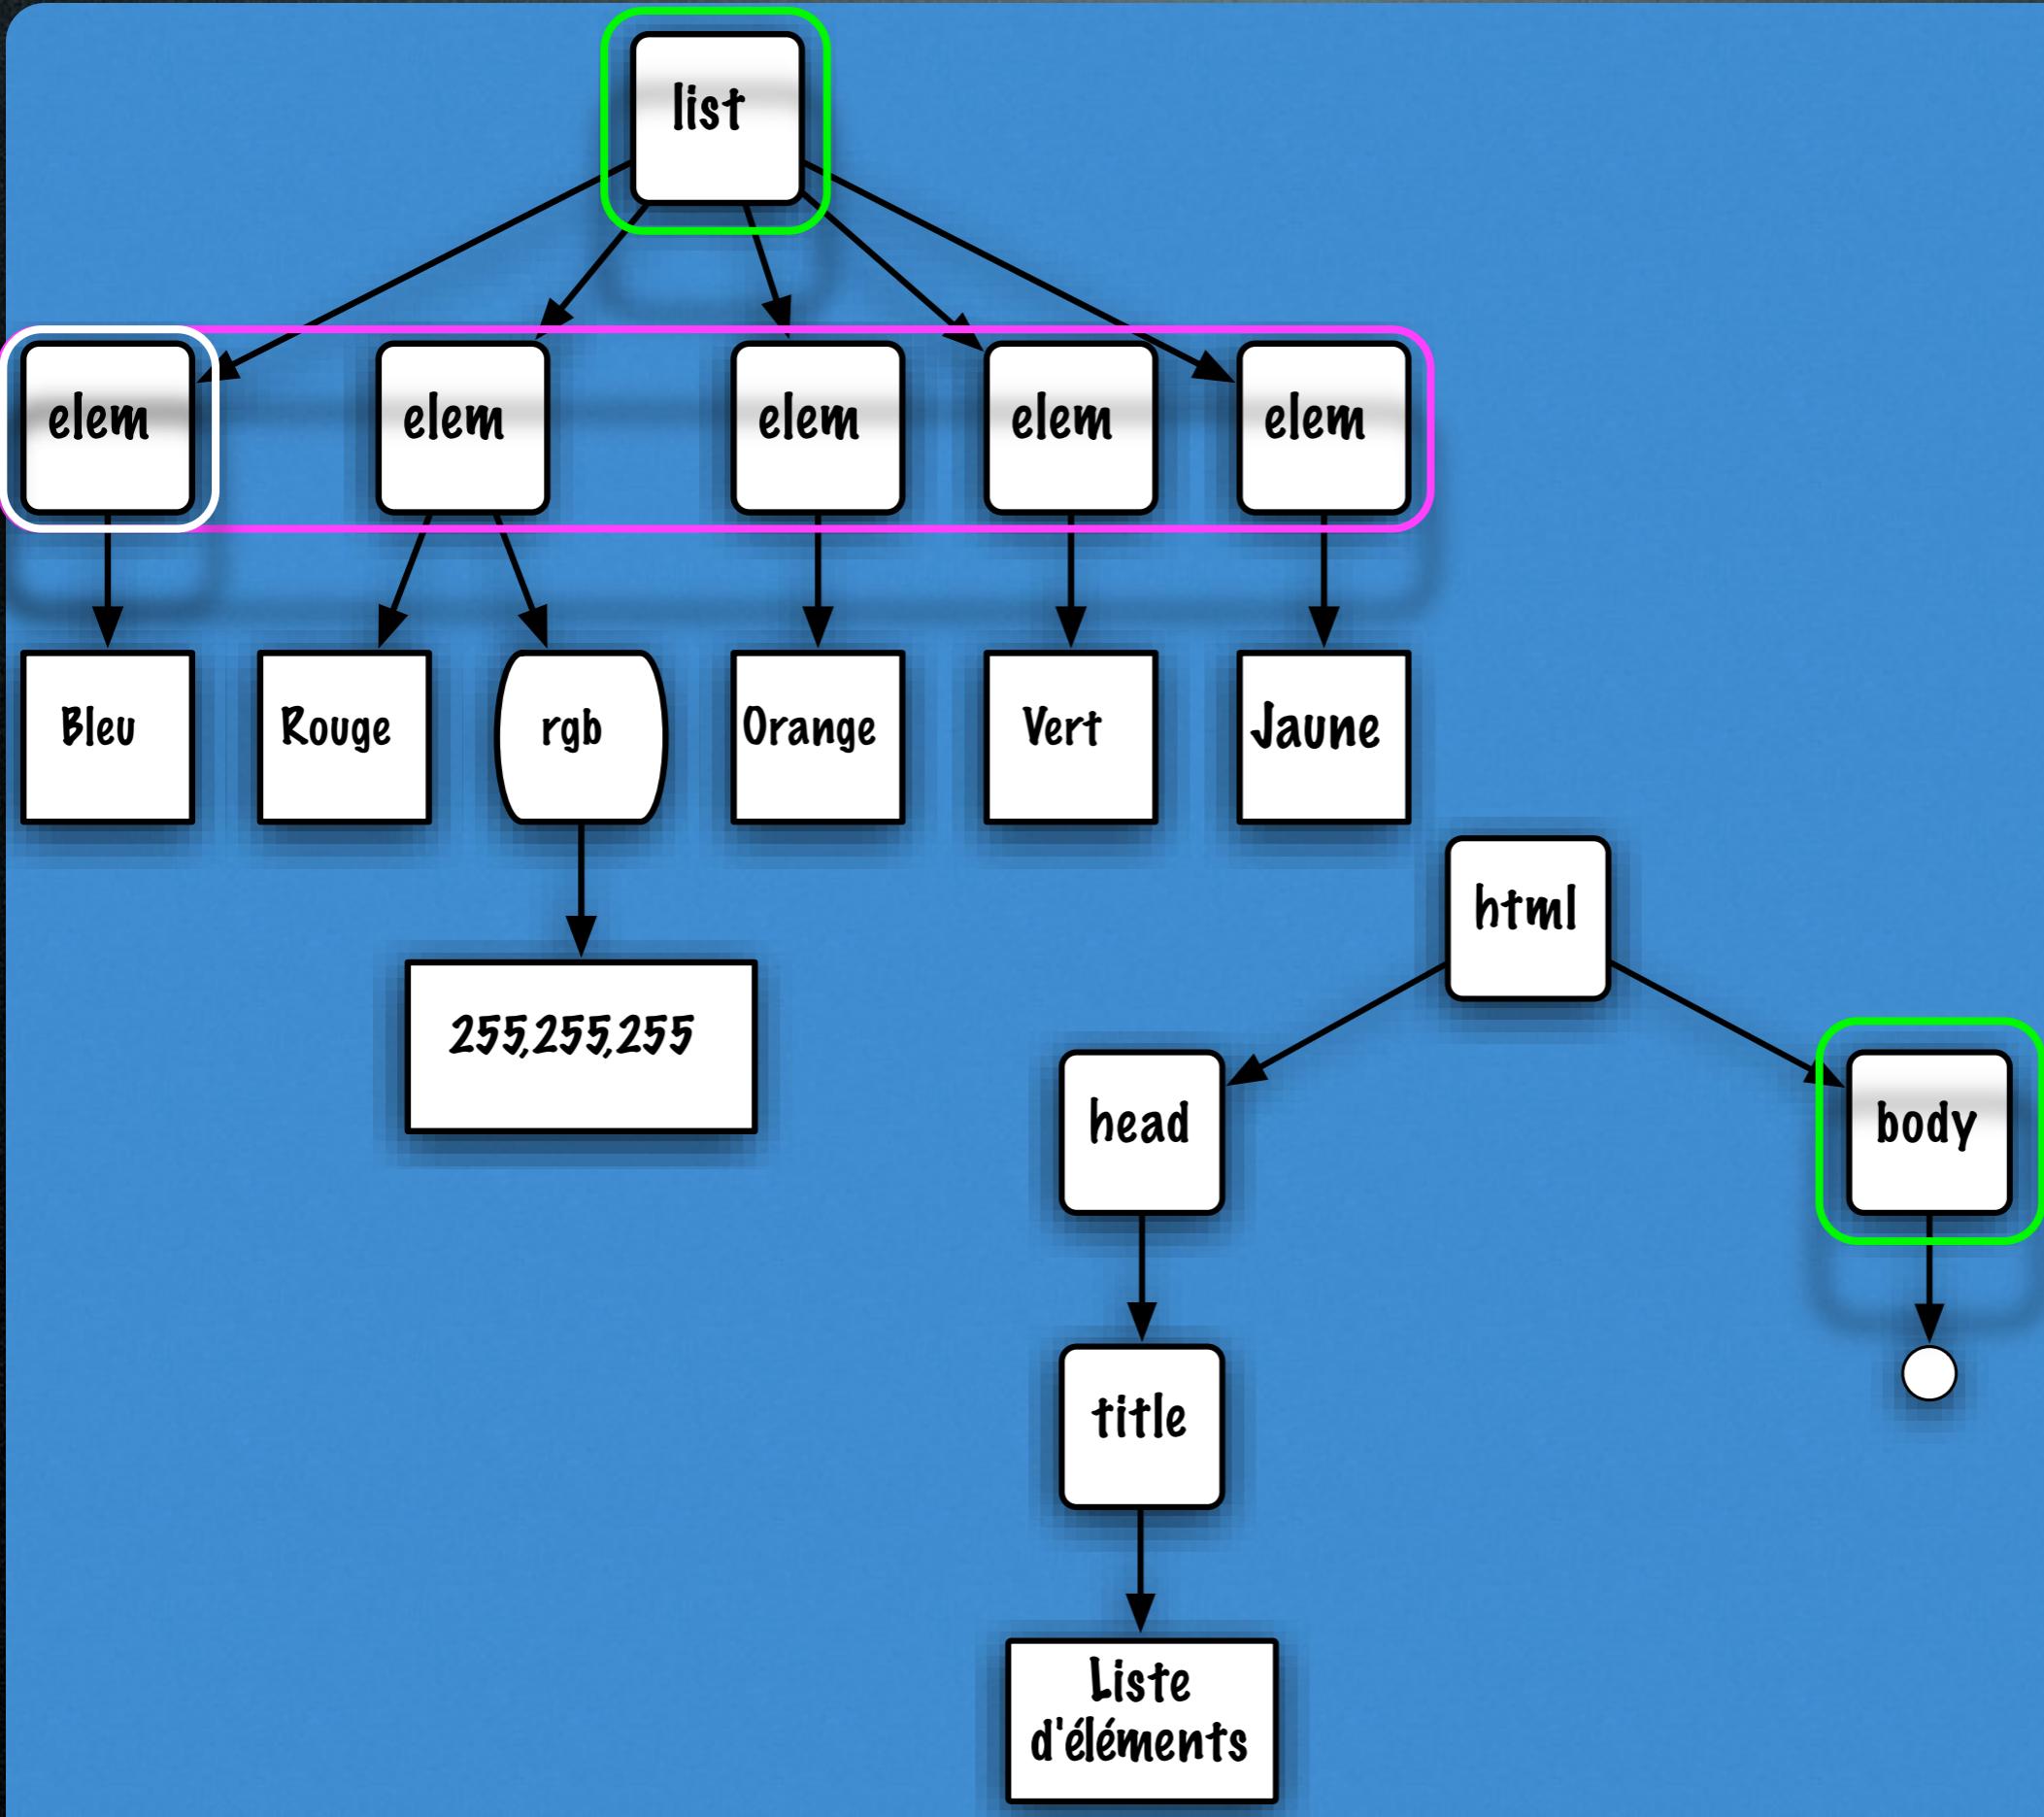 list
elem
elem
elem
elem
elem
Bleu
Rouge
rgb
Orange
Vert
Jaune
255,255,255
html
head
body
title
Liste
d'éléments